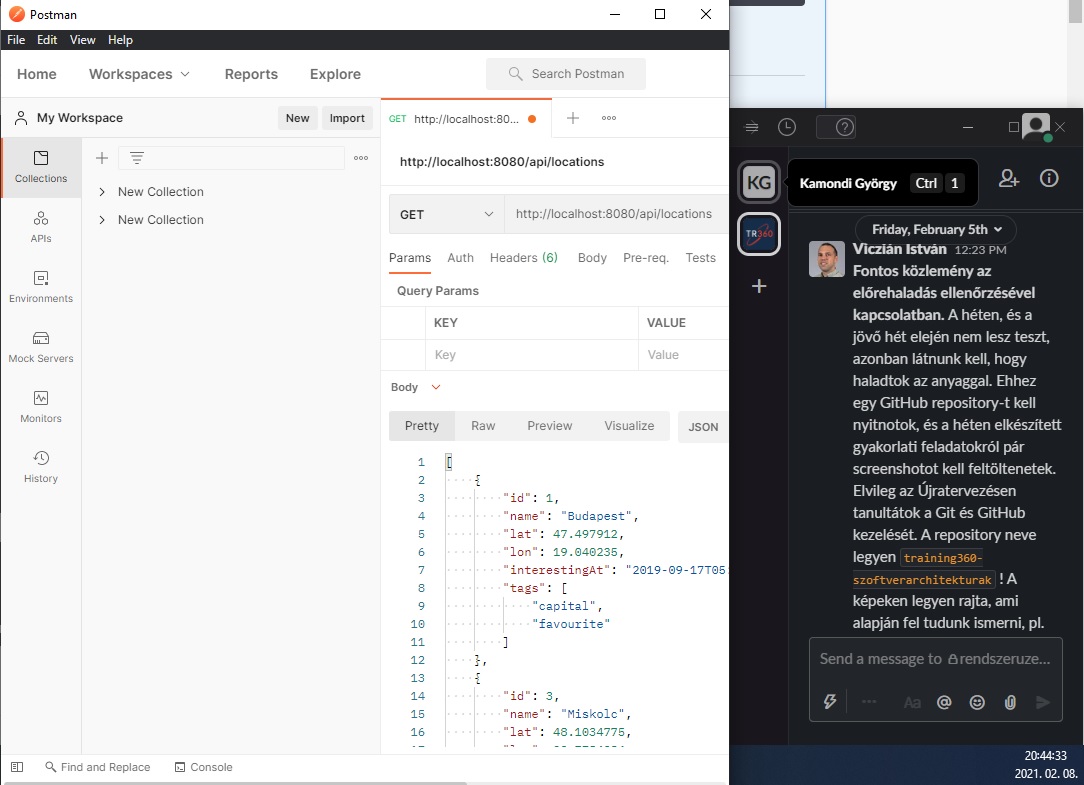 Postman
File Edit View Help
Home Workspaces Reports Explore Search Postman
My Workspace New Import
GET http://localhost:80...
Collections
APIs
Environments
Mock Servers
Monitors
History
New Collection
New Collection
http://localhost:8080/api/locations
GET http://localhost:8080/api/locations
Params Auth Headers (6) Body Pre-req. Tests
Query Params
KEY VALUE
Key Value
Body
Pretty Raw Preview Visualize JSON
1 [
2 {
3 "id": 1,
4 "name": "Budapest",
5 "lat": 47.497912,
6 "lon": 19.040235,
7 "interestingAt": "2019-09-17T05
8 "tags": [
9 "capital",
10 "favourite"
11 ]
12 },
13 {
14 "id": 3,
15 "name": "Miskolc",
16 "lat": 48.1034775,
Find and Replace Console
KG
Kamondi György Ctrl 1
TR360
Friday, February 5th
Viczián István 12:23 PM
Fontos közlemény az
előrehaladás ellenőrzésével
kapcsolatban. A héten, és a
jövő hét elején nem lesz teszt,
azonban látnunk kell, hogy
haladtok az anyaggal. Ehhez
egy GitHub repository-t kell
nyitnotok, és a héten elkészített
gyakorlati feladatokról pár
screenshotot kell feltöltenetek.
Elvileg az Újratervezésen
tanultátok a Git és GitHub
kezelését. A repository neve
legyen training360-
szoftverarchitekturak ! A
képeken legyen rajta, ami
alapján fel tudunk ismerni, pl.
Send a message to rendszeruze...
Aa @
20:44:33
2021. 02. 08.